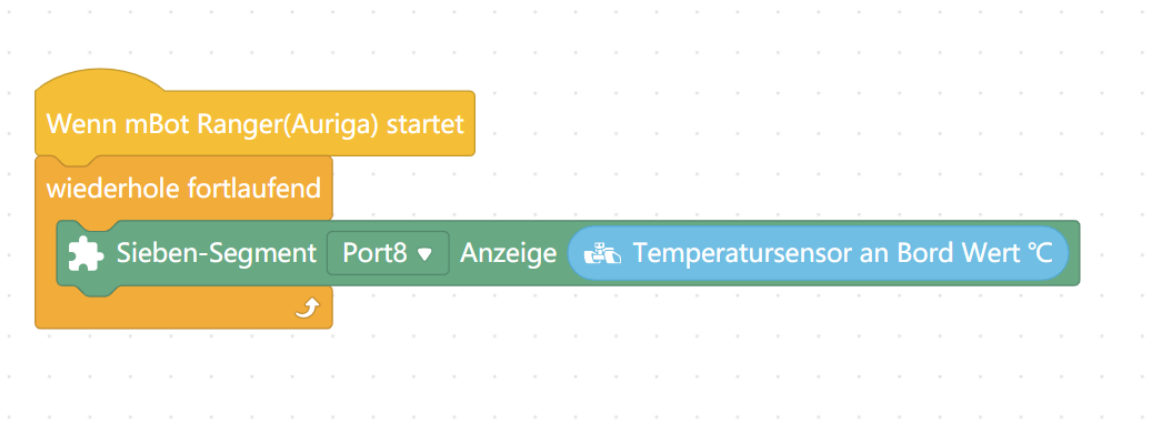 Wenn mBot Ranger(Auriga) startet
wiederhole fortlaufend
Sieben-Segment Port8 Anzeige Temperatursensor an Bord Wert ℃